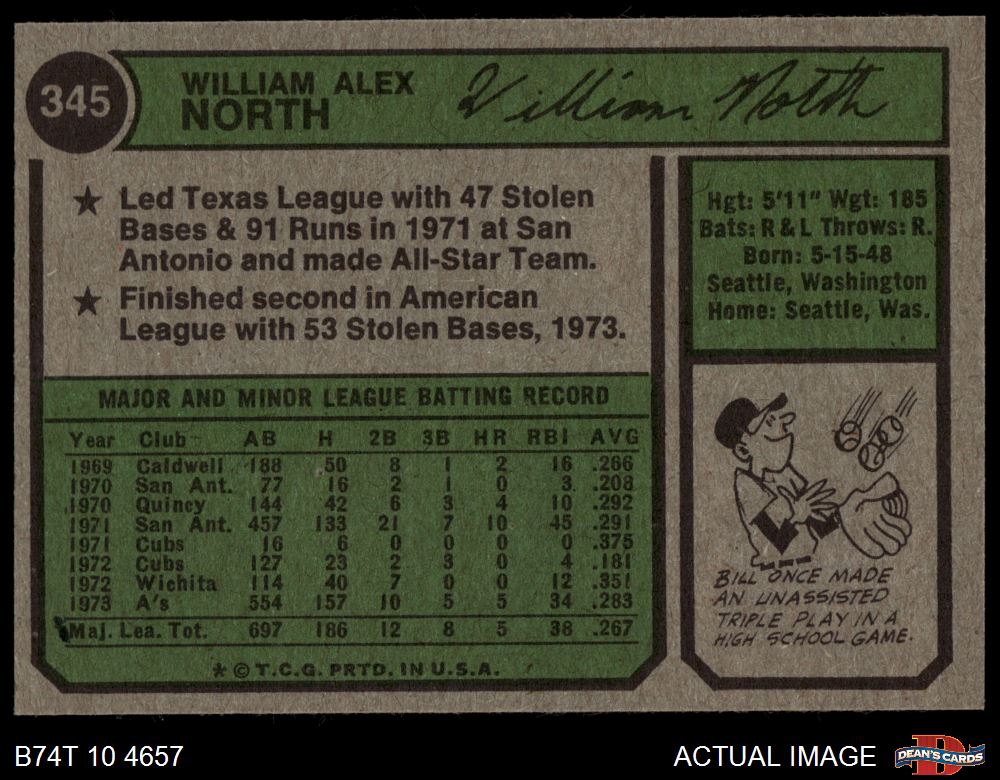 345
WILLIAM ALEX
NORTH
William North
★ Led Texas League with 47 Stolen
Bases & 91 Runs in 1971 at San
Antonio and made All-Star Team.
★ Finished second in American
League with 53 Stolen Bases, 1973.
Hgt: 5'11" Wgt: 185
Bats: R & L Throws: R.
Born: 5-15-48
Seattle, Washington
Home: Seattle, Was.
MAJOR AND MINOR LEAGUE BATTING RECORD
Year Club AB H 2B 3B HR RBI AVG
1969 Caldwell 188 50 8 1 2 16 .266
1970 San Ant. 77 16 2 1 0 3 .208
1970 Quincy 144 42 6 3 4 10 .292
1971 San Ant. 457 133 21 7 10 45 .291
1971 Cubs 16 6 0 0 0 0 .375
1972 Cubs 127 23 2 3 0 4 .181
1972 Wichita 114 40 7 0 0 12 .351
1973 A's 554 157 10 5 5 34 .283
Maj. Lea. Tot. 697 186 12 8 5 38 .267
* © T.C.G. PRTD. IN U.S.A.
BILL ONCE MADE
AN UNASSISTED
TRIPLE PLAY IN A
HIGH SCHOOL GAME.
B74T 10 4657
ACTUAL IMAGE
DEAN'S CARDS